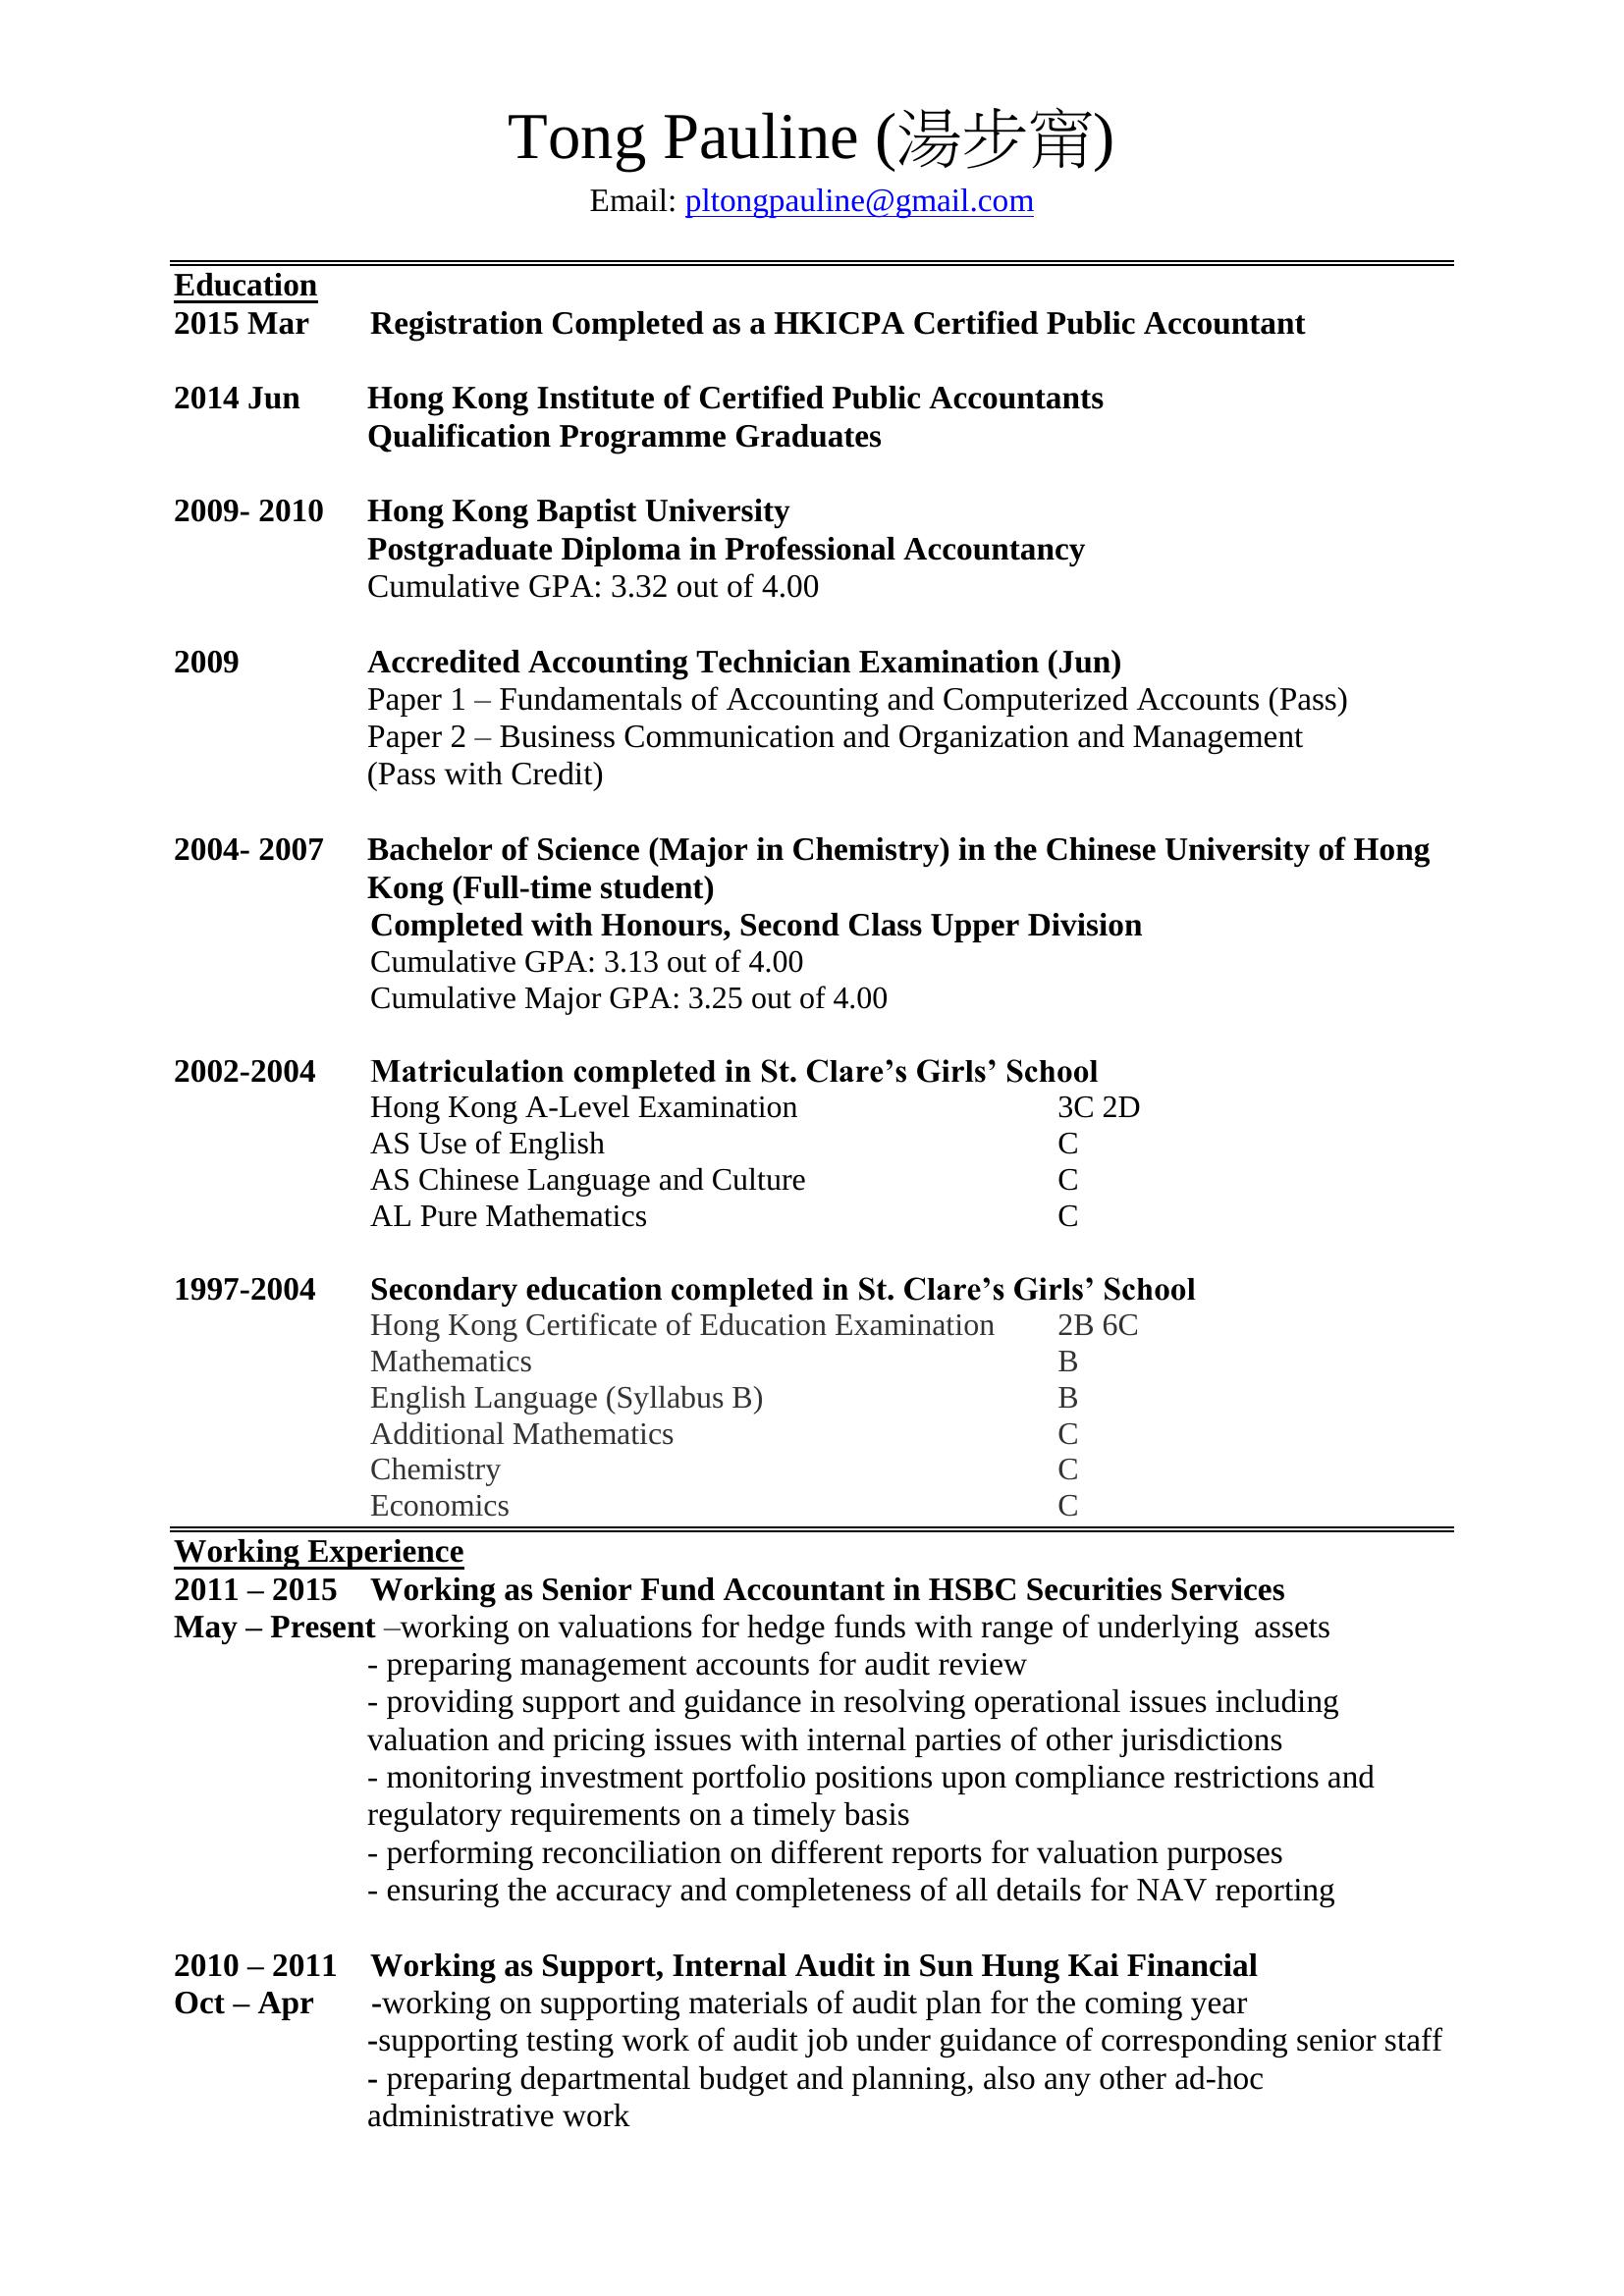 Tong Pauline (湯步甯)
Email: pltongpauline@gmail.com
Education
2015 Mar Registration Completed as a HKICPA Certified Public Accountant
2014 Jun Hong Kong Institute of Certified Public Accountants
Qualification Programme Graduates
2009- 2010 Hong Kong Baptist University
Postgraduate Diploma in Professional Accountancy
Cumulative GPA: 3.32 out of 4.00
2009 Accredited Accounting Technician Examination (Jun)
Paper 1 – Fundamentals of Accounting and Computerized Accounts (Pass)
Paper 2 – Business Communication and Organization and Management
(Pass with Credit)
2004- 2007 Bachelor of Science (Major in Chemistry) in the Chinese University of Hong
Kong (Full-time student)
Completed with Honours, Second Class Upper Division
Cumulative GPA: 3.13 out of 4.00
Cumulative Major GPA: 3.25 out of 4.00
2002-2004 Matriculation completed in St. Clare’s Girls’ School
Hong Kong A-Level Examination 3C 2D
AS Use of English C
AS Chinese Language and Culture C
AL Pure Mathematics C
1997-2004 Secondary education completed in St. Clare’s Girls’ School
Hong Kong Certificate of Education Examination 2B 6C
Mathematics B
English Language (Syllabus B) B
Additional Mathematics C
Chemistry C
Economics C
Working Experience
2011 – 2015 Working as Senior Fund Accountant in HSBC Securities Services
May – Present –working on valuations for hedge funds with range of underlying assets
- preparing management accounts for audit review
- providing support and guidance in resolving operational issues including
valuation and pricing issues with internal parties of other jurisdictions
- monitoring investment portfolio positions upon compliance restrictions and
regulatory requirements on a timely basis
- performing reconciliation on different reports for valuation purposes
- ensuring the accuracy and completeness of all details for NAV reporting
2010 – 2011 Working as Support, Internal Audit in Sun Hung Kai Financial
Oct – Apr -working on supporting materials of audit plan for the coming year
-supporting testing work of audit job under guidance of corresponding senior staff
- preparing departmental budget and planning, also any other ad-hoc
administrative work